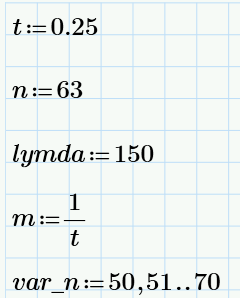 t:=0.25
n:=63
lymda:=150
m:=1/t
var_n:=50,51..70